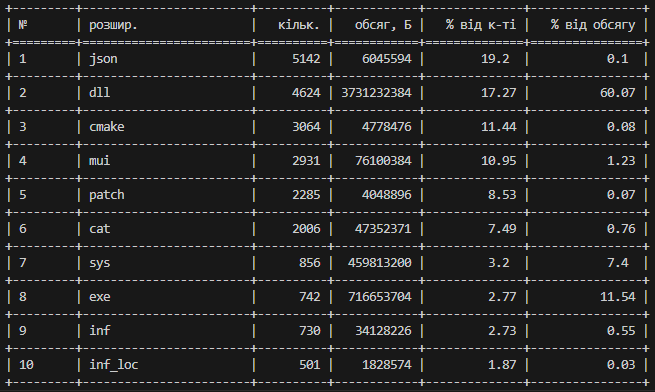 № розшир. кільк. обсяг, Б % від к-ті % від обсягу
1 json 5142 6045594 19.2 0.1
2 dll 4624 3731232384 17.27 60.07
3 cmake 3064 4778476 11.44 0.08
4 mui 2931 76100384 10.95 1.23
5 patch 2285 4048896 8.53 0.07
6 cat 2006 47352371 7.49 0.76
7 sys 856 459813200 3.2 7.4
8 exe 742 716653704 2.77 11.54
9 inf 730 34128226 2.73 0.55
10 inf_loc 501 1828574 1.87 0.03